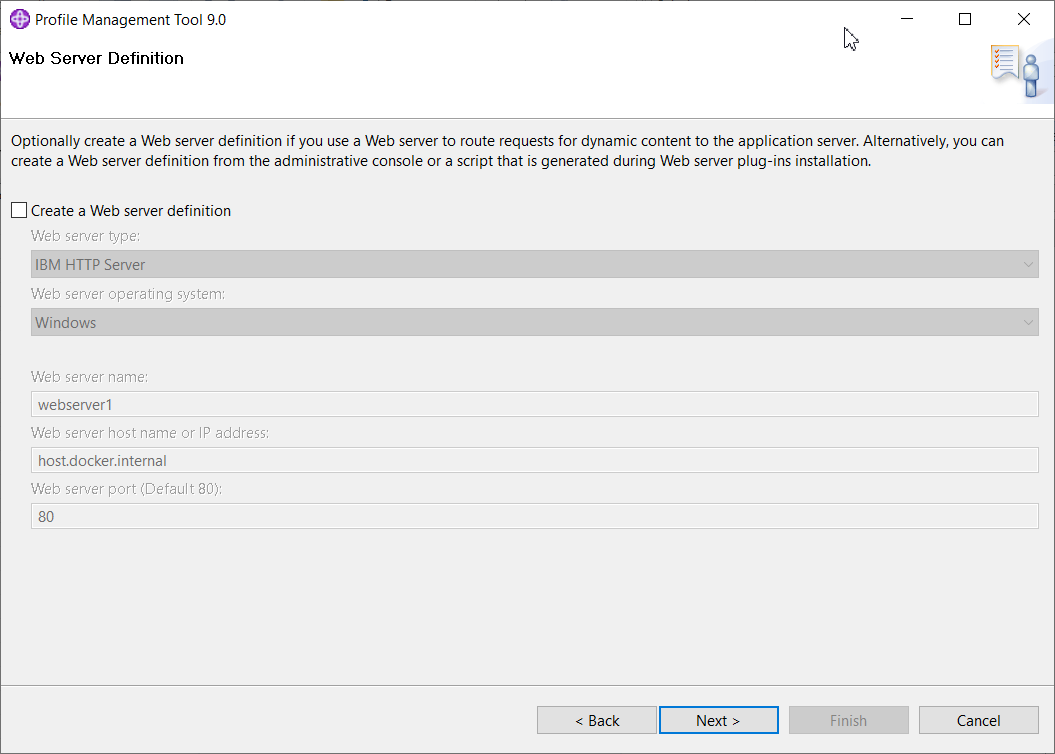 Profile Management Tool 9.0
Web Server Definition
Optionally create a Web server definition if you use a Web server to route requests for dynamic content to the application server. Alternatively, you can
create a Web server definition from the administrative console or a script that is generated during Web server plug-ins installation.
Create a Web server definition
Web server type:
IBM HTTP Server
Web server operating system:
Windows
Web server name:
webserver1
Web server host name or IP address:
host.docker.internal
Web server port (Default 80):
80
< Back Next > Finish Cancel